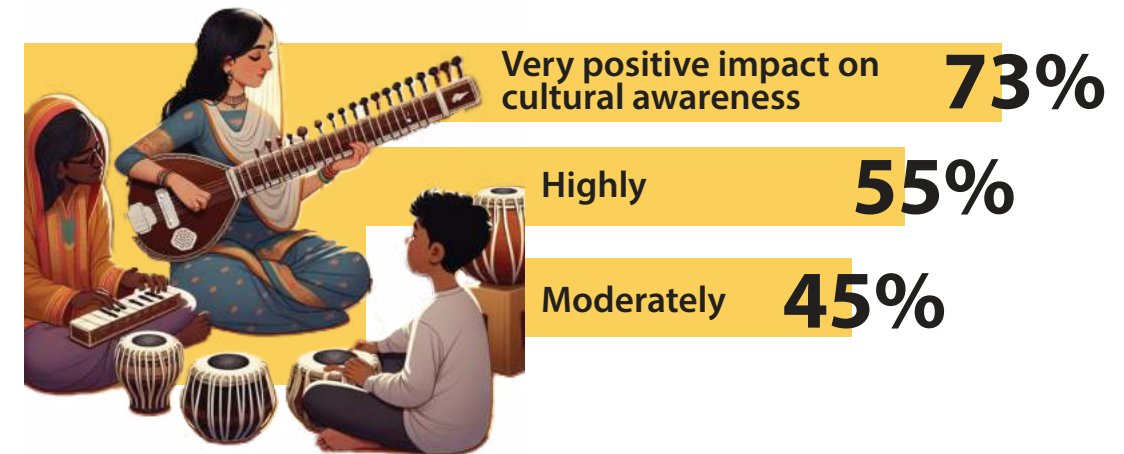 Very positive impact on
cultural awareness
73%
Highly
55%
Moderately
45%